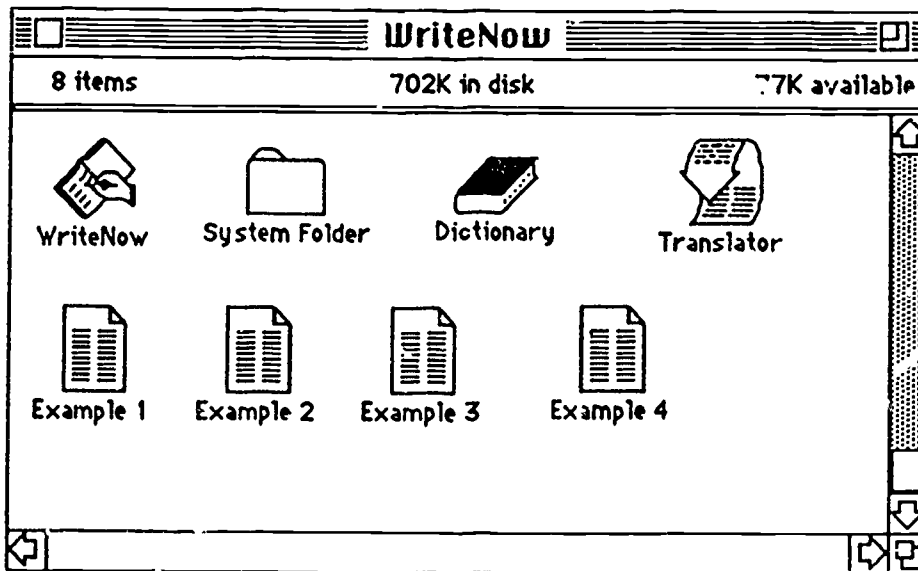 WriteNow
8 items 702K in disk 77K available
WriteNow System Folder Dictionary Translator
Example 1 Example 2 Example 3 Example 4